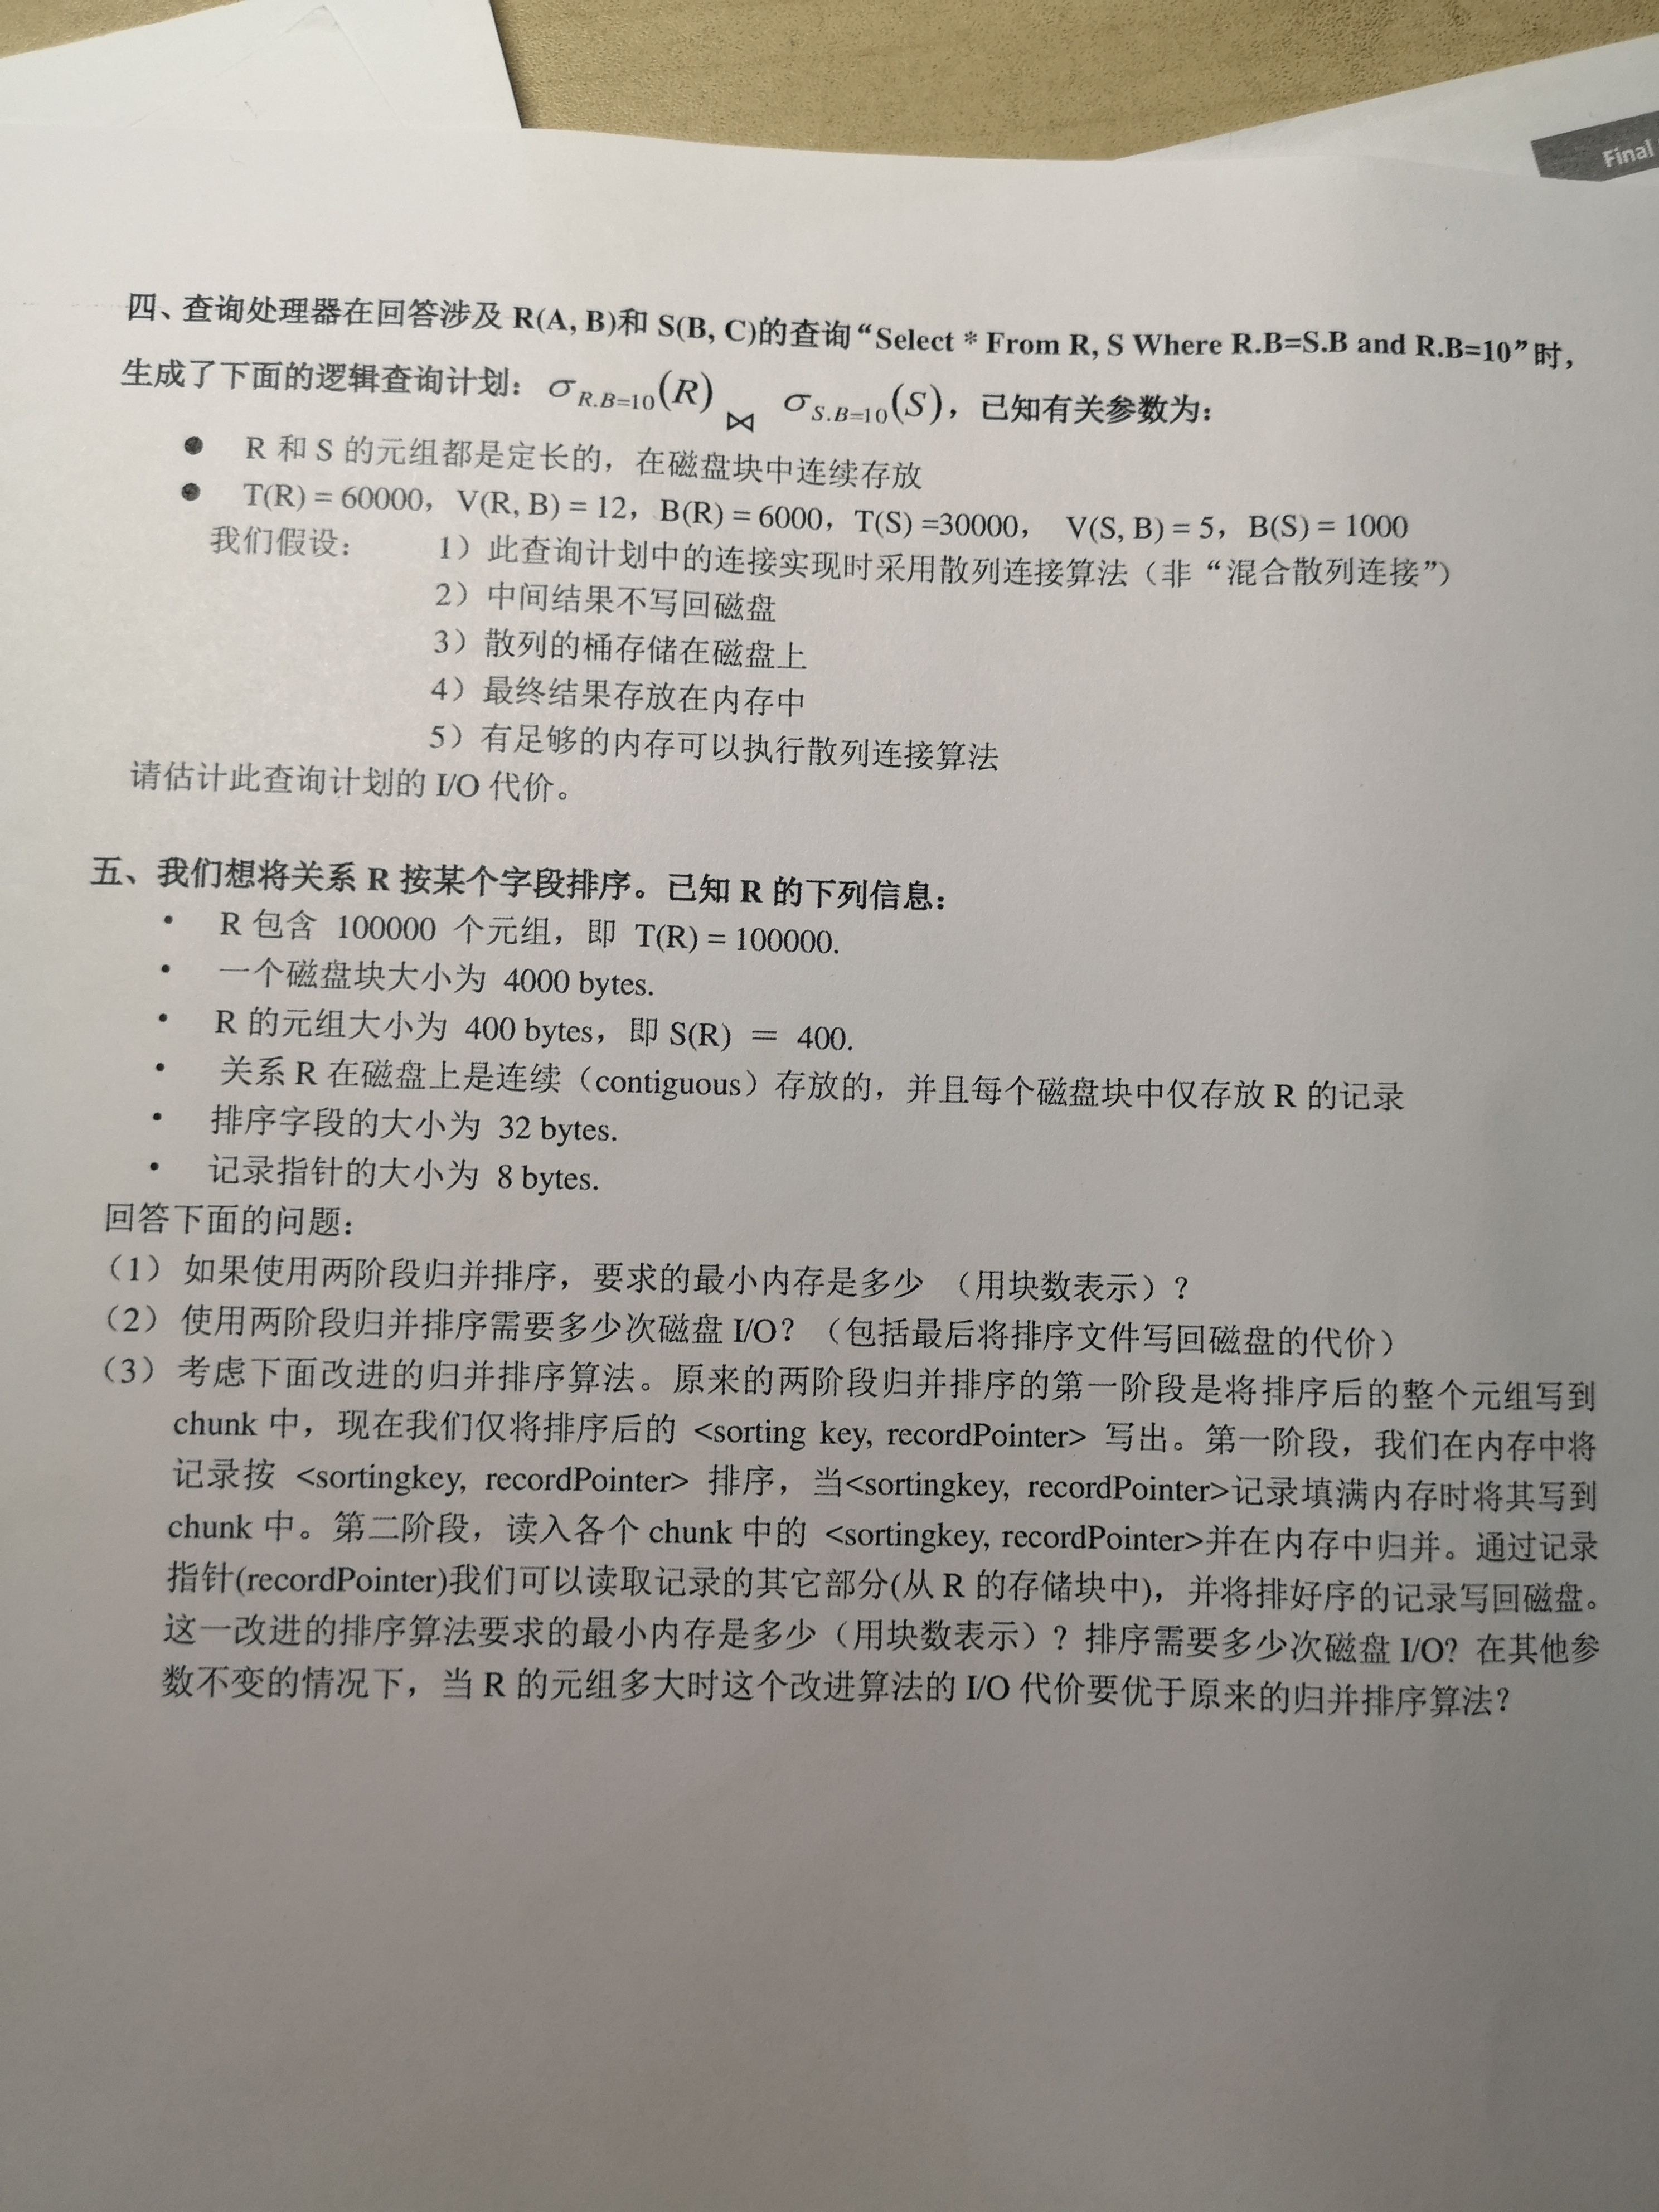 Final
四、查询处理器在回答涉及 R(A, B)和 S(B, C)的查询“Select * From R, S Where R.B=S.B and R.B=10”时，
生成了下面的逻辑查询计划：σR.B=10(R) ⋈ σS.B=10(S)，已知有关参数为：
● R 和 S 的元组都是定长的，在磁盘块中连续存放
● T(R) = 60000， V(R, B) = 12， B(R) = 6000， T(S) =30000， V(S, B) = 5， B(S) = 1000
我们假设： 1）此查询计划中的连接实现时采用散列连接算法（非“混合散列连接”）
2）中间结果不写回磁盘
3）散列的桶存储在磁盘上
4）最终结果存放在内存中
5）有足够的内存可以执行散列连接算法
请估计此查询计划的 I/O 代价。
五、我们想将关系 R 按某个字段排序。已知 R 的下列信息：
• R 包含 100000 个元组，即 T(R) = 100000.
• 一个磁盘块大小为 4000 bytes.
• R 的元组大小为 400 bytes，即 S(R) = 400.
• 关系 R 在磁盘上是连续（contiguous）存放的，并且每个磁盘块中仅存放 R 的记录
• 排序字段的大小为 32 bytes.
• 记录指针的大小为 8 bytes.
回答下面的问题：
（1）如果使用两阶段归并排序，要求的最小内存是多少 （用块数表示）？
（2）使用两阶段归并排序需要多少次磁盘 I/O？（包括最后将排序文件写回磁盘的代价）
（3）考虑下面改进的归并排序算法。原来的两阶段归并排序的第一阶段是将排序后的整个元组写到
chunk 中，现在我们仅将排序后的 <sorting key, recordPointer> 写出。第一阶段，我们在内存中将
记录按 <sortingkey, recordPointer> 排序，当<sortingkey, recordPointer>记录填满内存时将其写到
chunk 中。第二阶段，读入各个 chunk 中的 <sortingkey, recordPointer>并在内存中归并。通过记录
指针(recordPointer)我们可以读取记录的其它部分(从 R 的存储块中)，并将排好序的记录写回磁盘。
这一改进的排序算法要求的最小内存是多少（用块数表示）？排序需要多少次磁盘 I/O？在其他参
数不变的情况下，当 R 的元组多大时这个改进算法的 I/O 代价要优于原来的归并排序算法？